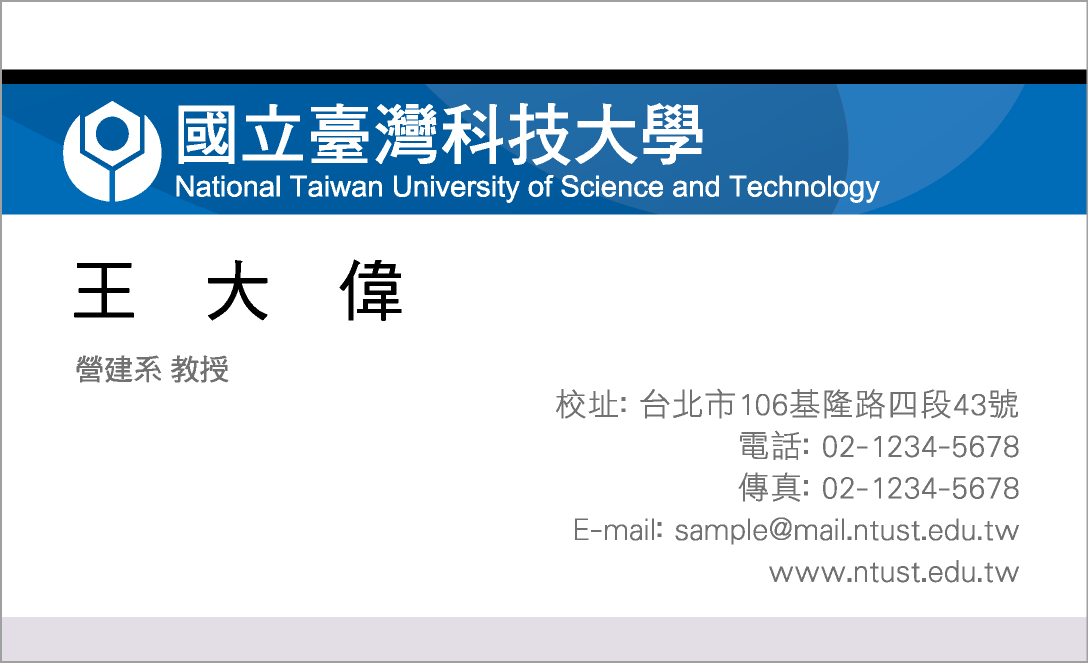 國立臺灣科技大學
National Taiwan University of Science and Technology
王 大 偉
營建系 教授
校址: 台北市106基隆路四段43號
電話: 02-1234-5678
傳真: 02-1234-5678
E-mail: sample@mail.ntust.edu.tw
www.ntust.edu.tw